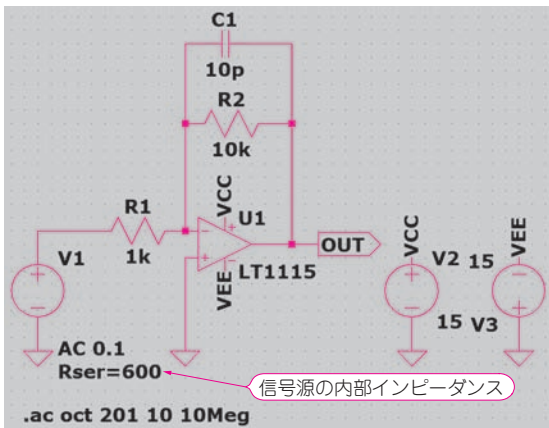 C1
10p
R2
10k
VCC
U1
R1
1k
V1
OUT
LT1115
VEE
VCC
V2
15
VEE
15
V3
AC 0.1
Rser=600
信号源の内部インピーダンス
.ac oct 201 10 10Meg